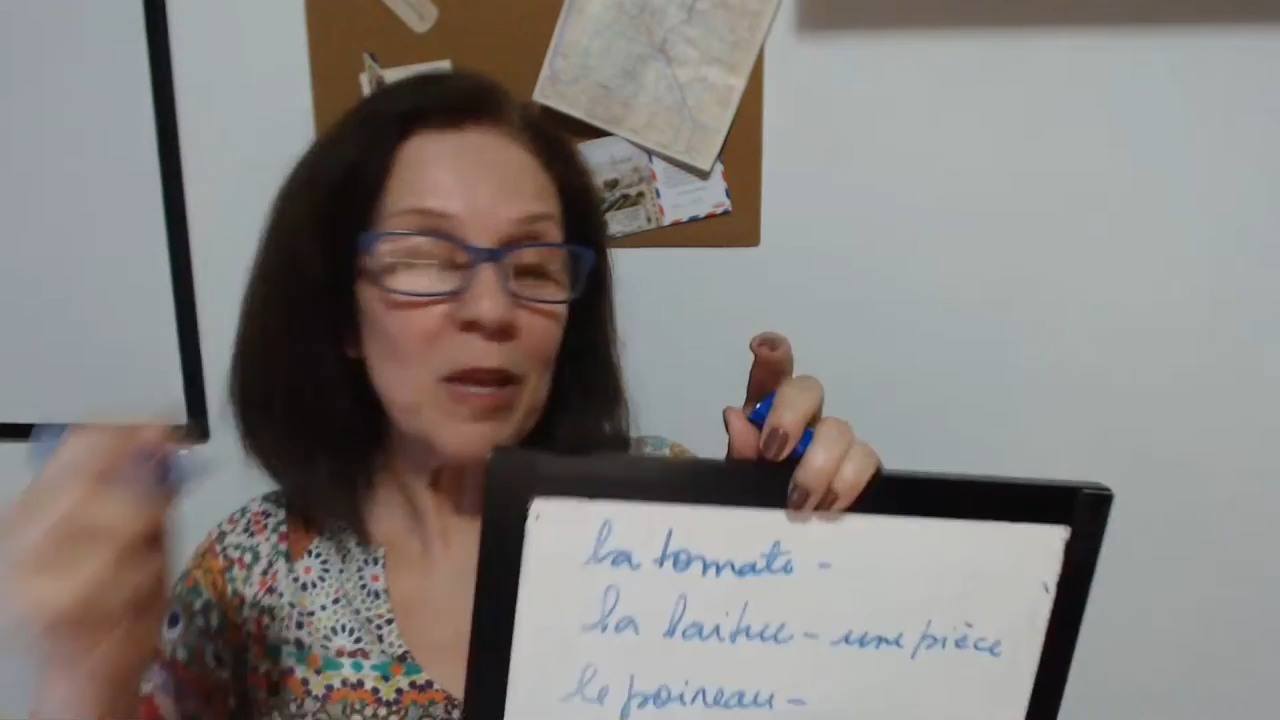 la tomate -
la laitue - une pièce
le poireau -